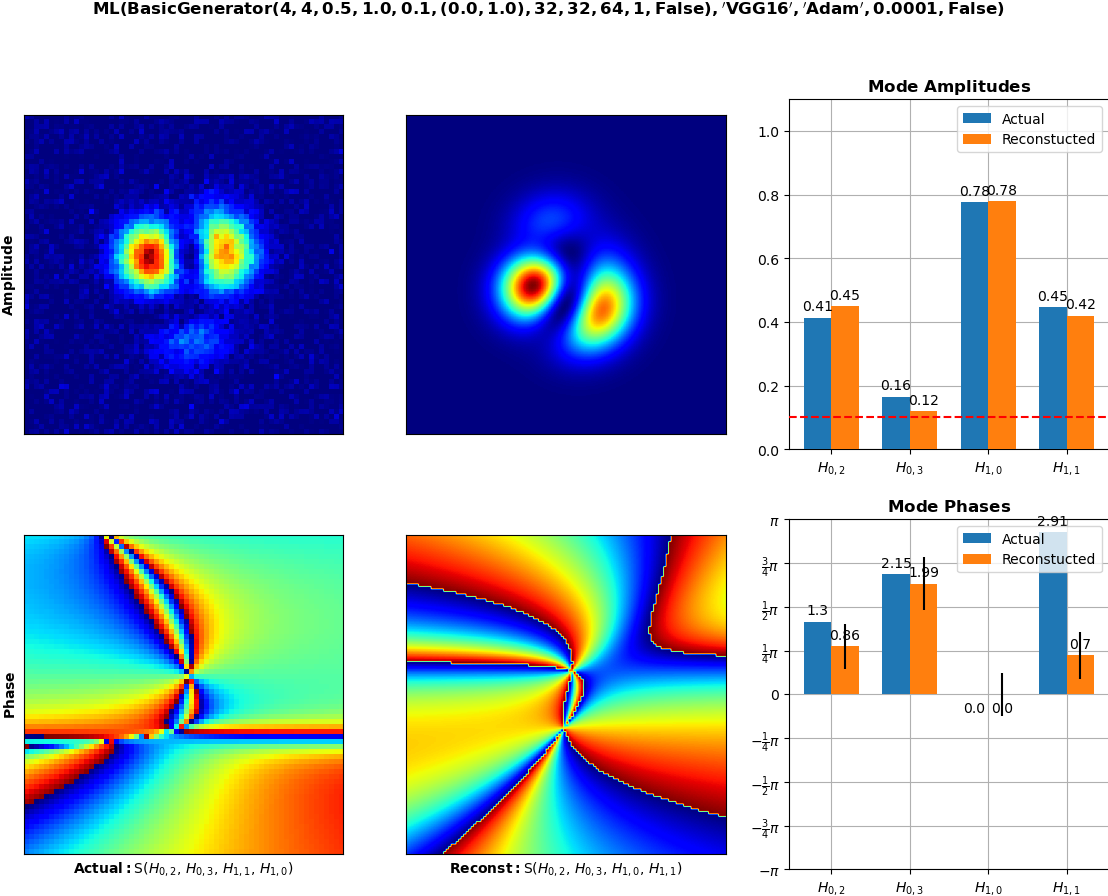 ML(BasicGenerator(4, 4, 0.5, 1.0, 0.1, (0.0, 1.0), 32, 32, 64, 1, False), ′VGG16′, ′Adam′, 0.0001, False)
Amplitude
Mode Amplitudes
Actual
Reconstucted
1.0
0.8
0.6
0.4
0.2
0.0
0.41
0.45
0.16
0.12
0.78
0.78
0.45
0.42
H0,2
H0,3
H1,0
H1,1
Phase
Actual: S(H0,2, H0,3, H1,1, H1,0)
Reconst: S(H0,2, H0,3, H1,0, H1,1)
Mode Phases
Actual
Reconstucted
π
3/4π
1/2π
1/4π
0
−1/4π
−1/2π
−3/4π
−π
1.3
0.86
2.15
1.99
0.0
0.0
2.91
0.7
H0,2
H0,3
H1,0
H1,1